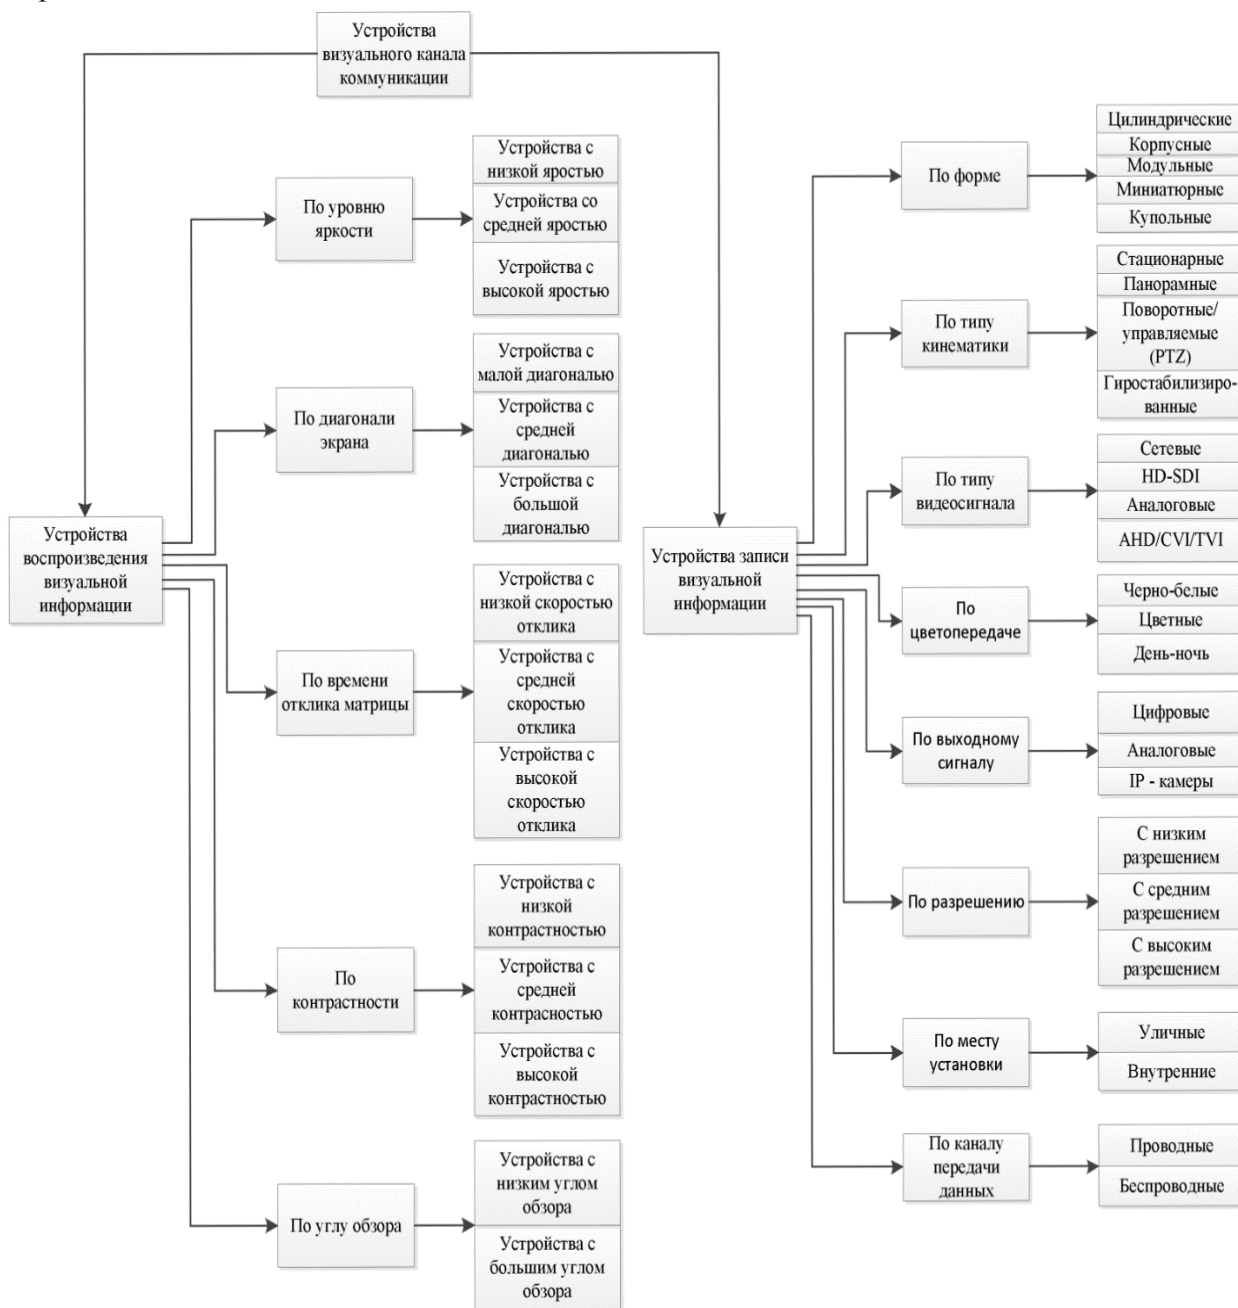 Устройства
визуального канала
коммуникации
Устройства
воспроизведения
визуальной
информации
По уровню
яркости
Устройства с
низкой яростью
Устройства со
средней яростью
Устройства с
высокой яростью
По диагонали
экрана
Устройства с
малой диагональю
Устройства с
средней
диагональю
Устройства с
большой
диагональю
По времени
отклика матрицы
Устройства с
низкой скоростью
отклика
Устройства с
средней
скоростью
отклика
Устройства с
высокой
скоростью
отклика
По
контрастности
Устройства с
низкой
контрастностью
Устройства с
средней
контрасностью
Устройства с
высокой
контрастностью
По углу обзора
Устройства с
низким углом
обзора
Устройства с
большим углом
обзора
Устройства записи
визуальной
информации
По форме
Цилиндрические
Корпусные
Модульные
Миниатюрные
Купольные
По типу
кинематики
Стационарные
Панорамные
Поворотные/
управляемые
(PTZ)
Гиростабилизиро-
ванные
По типу
видеосигнала
Сетевые
HD-SDI
Аналоговые
AHD/CVI/TVI
По
цветопередаче
Черно-белые
Цветные
День-ночь
По выходному
сигналу
Цифровые
Аналоговые
IP - камеры
По разрешению
С низким
разрешением
С средним
разрешением
С высоким
разрешением
По месту
установки
Уличные
Внутренние
По каналу
передачи
данных
Проводные
Беспроводные